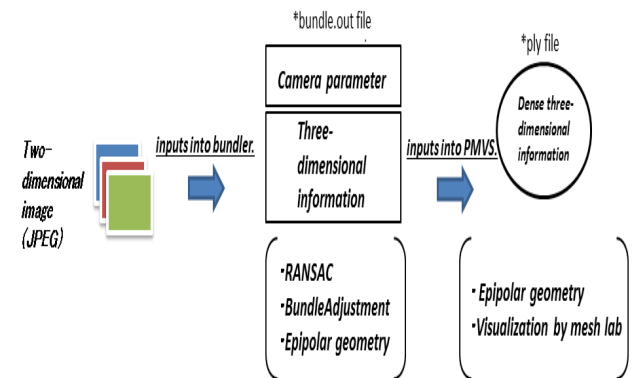 *bundle.out file
*ply file
Camera parameter
Three-
dimensional
information
Dense three-
dimensional
information
Two-
dimensional
image
(JPEG)
inputs into bundler.
inputs into PMVS.
・RANSAC
・BundleAdjustment
・Epipolar geometry
・Epipolar geometry
・Visualization by mesh lab